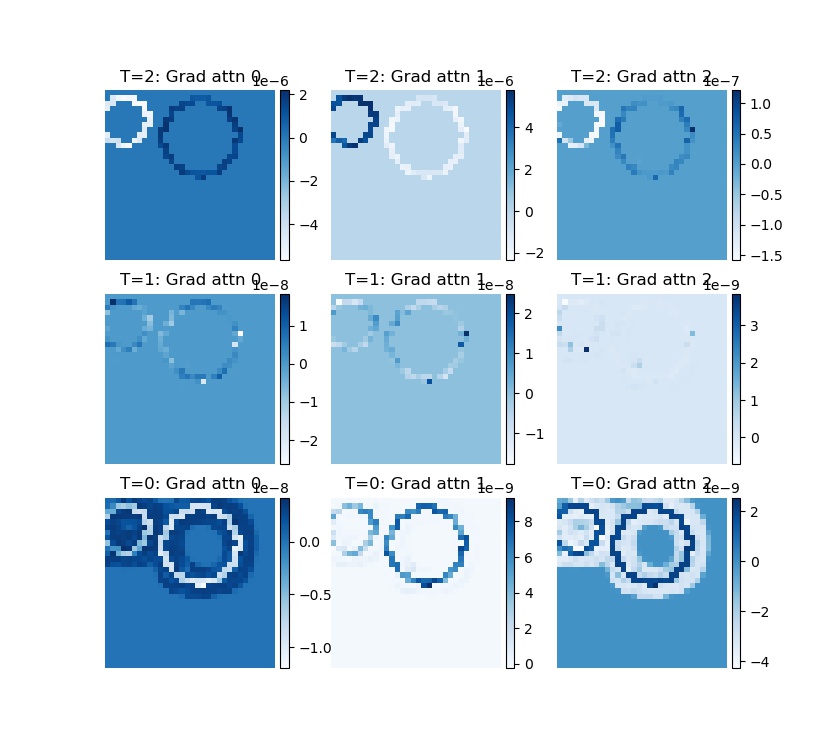 T=2: Grad attn 0
1e−6
2
0
−2
−4
T=2: Grad attn 1
1e−6
4
2
0
−2
T=2: Grad attn 2
1e−7
1.0
0.5
0.0
−0.5
−1.0
−1.5
T=1: Grad attn 0
1e−8
1
0
−1
−2
T=1: Grad attn 1
1e−8
2
1
0
−1
T=1: Grad attn 2
1e−9
3
2
1
0
T=0: Grad attn 0
1e−8
0.0
−0.5
−1.0
T=0: Grad attn 1
1e−9
8
6
4
2
0
T=0: Grad attn 2
1e−9
2
0
−2
−4